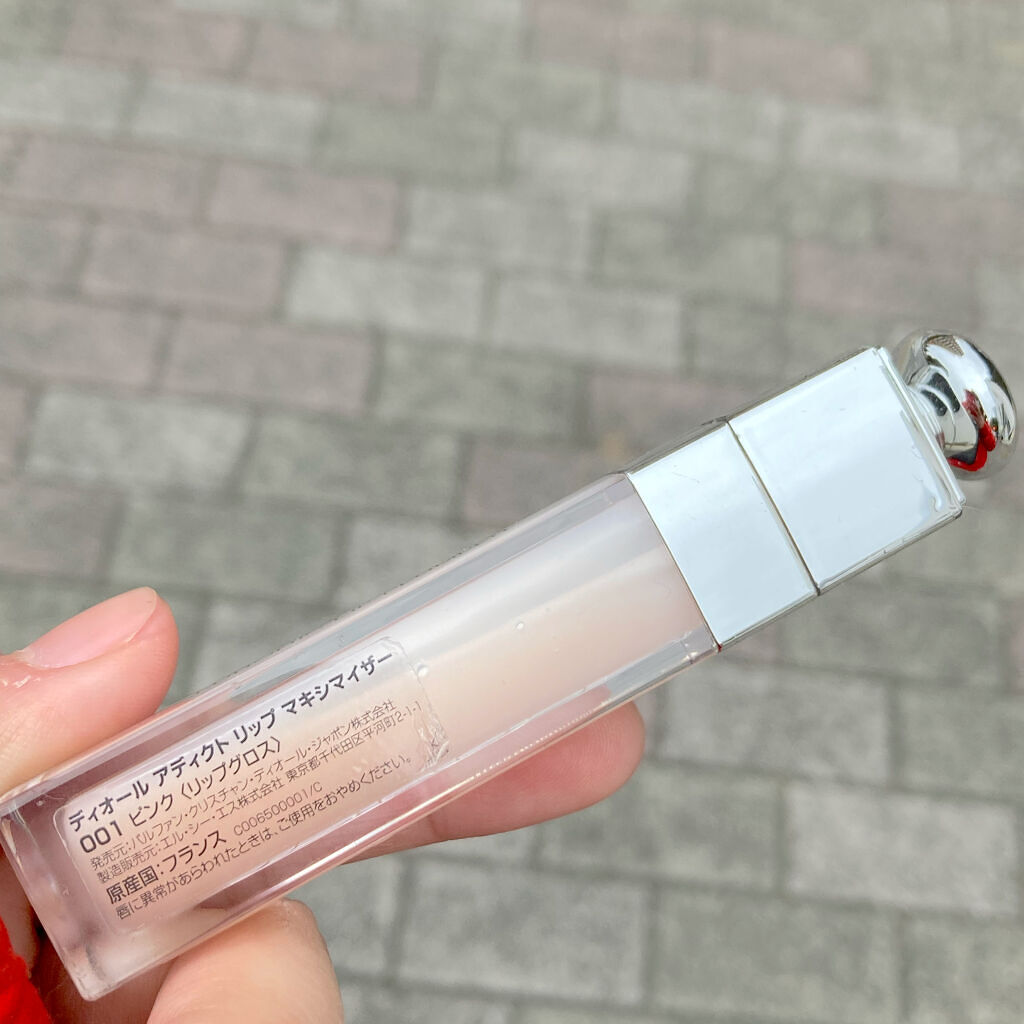 ディオール アディクト リップ マキシマイザー
001 ピンク〈リップグロス〉
発売元:パルファン・クリスチャン・ディオール・ジャポン株式会社
製造販売元:エル・シー・エス株式会社 東京都千代田区平河町2-1-1
原産国:フランス C006500001/C
唇に異常があらわれたときは、ご使用をおやめください。